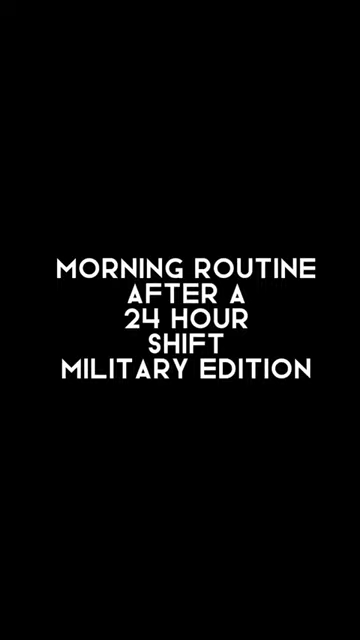 MORNING ROUTINE
AFTER A
24 HOUR
SHIFT
MILITARY EDITION